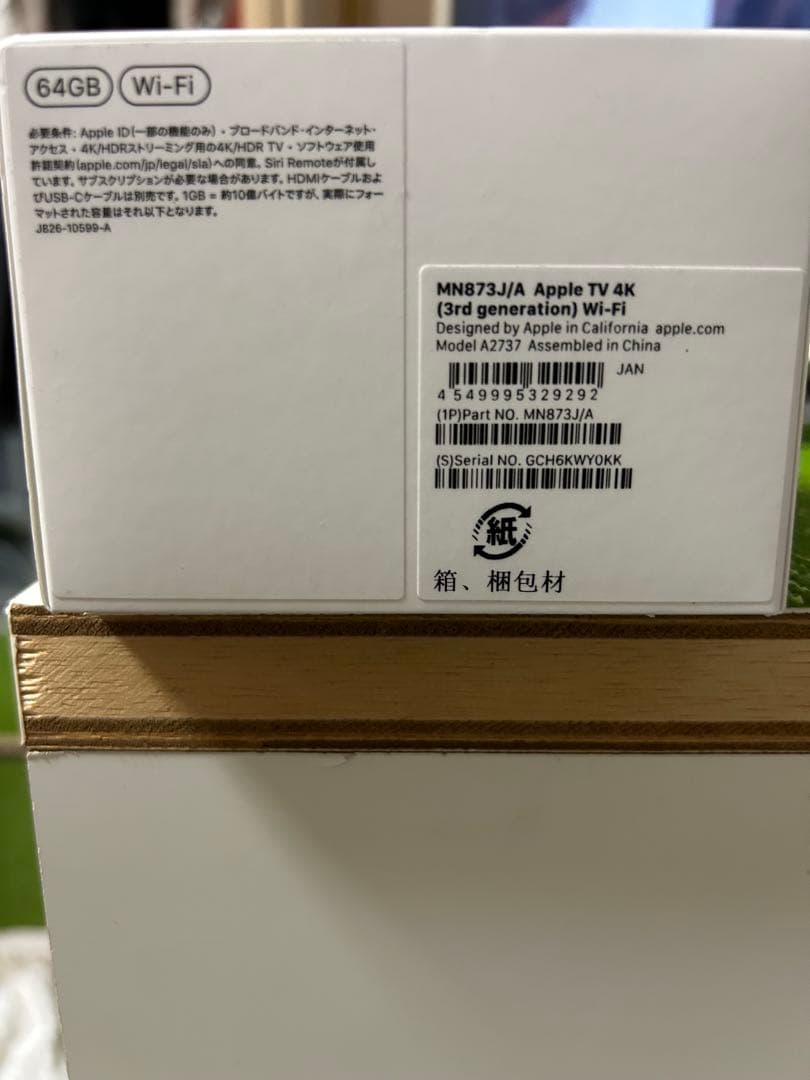 64GB Wi-Fi
必要条件: Apple ID(一部の機能のみ)・ブロードバンド・インターネット・
アクセス・4K/HDRストリーミング用の4K/HDR TV・ソフトウェア使用
許諾契約(apple.com/jp/legal/sla)への同意。Siri Remoteが付属し
ています。サブスクリプションが必要な場合があります。HDMIケーブルおよ
びUSB-Cケーブルは別売です。1GB = 約10億バイトですが、実際にフォー
マットされた容量はそれ以下となります。
JB26-10599-A
MN873J/A Apple TV 4K
(3rd generation) Wi-Fi
Designed by Apple in California apple.com
Model A2737 Assembled in China
JAN
4 549995329292
(1P)Part NO. MN873J/A
(S)Serial NO. GCH6KWY0KK
紙
箱、梱包材